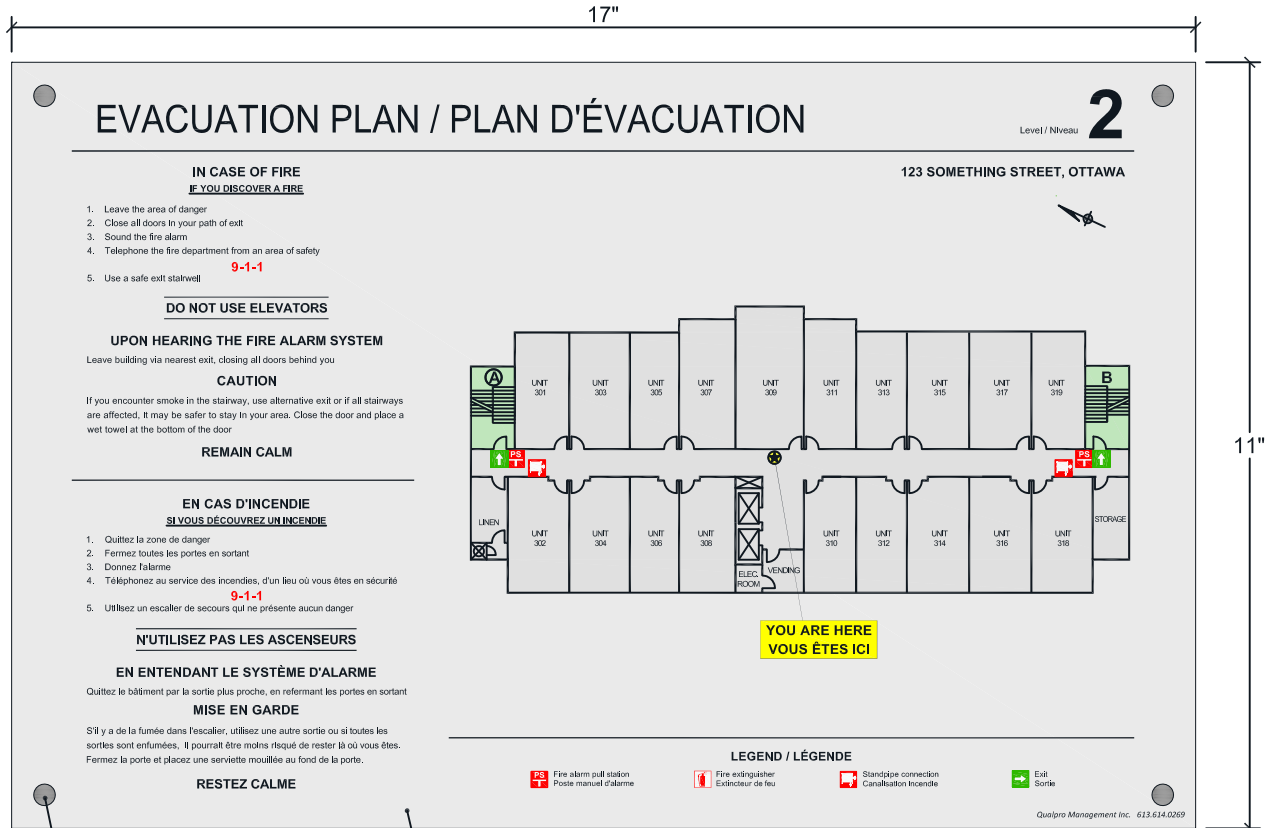 17"
EVACUATION PLAN / PLAN D'ÉVACUATION
Level / Niveau 2
123 SOMETHING STREET, OTTAWA
IN CASE OF FIRE
IF YOU DISCOVER A FIRE
1. Leave the area of danger
2. Close all doors in your path of exit
3. Sound the fire alarm
4. Telephone the fire department from an area of safety
9-1-1
5. Use a safe exit stairwell
DO NOT USE ELEVATORS
UPON HEARING THE FIRE ALARM SYSTEM
Leave building via nearest exit, closing all doors behind you
CAUTION
If you encounter smoke in the stairway, use alternative exit or if all stairways
are affected, it may be safer to stay in your area. Close the door and place a
wet towel at the bottom of the door
REMAIN CALM
EN CAS D'INCENDIE
SI VOUS DÉCOUVREZ UN INCENDIE
1. Quittez la zone de danger
2. Fermez toutes les portes en sortant
3. Donnez l'alarme
4. Téléphonez au service des incendies, d'un lieu où vous êtes en sécurité
9-1-1
5. Utilisez un escalier de secours qui ne présente aucun danger
N'UTILISEZ PAS LES ASCENSEURS
EN ENTENDANT LE SYSTÈME D'ALARME
Quittez le bâtiment par la sortie plus proche, en refermant les portes en sortant
MISE EN GARDE
S'il y a de la fumée dans l'escalier, utilisez une autre sortie ou si toutes les
sorties sont enfumées, il pourrait être moins risqué de rester là où vous êtes.
Fermez la porte et placez une serviette mouillée au fond de la porte.
RESTEZ CALME
A
UNIT
301
UNIT
303
UNIT
305
UNIT
307
UNIT
309
UNIT
311
UNIT
313
UNIT
315
UNIT
317
UNIT
319
B
PS
PS
LINEN
UNIT
302
UNIT
304
UNIT
306
UNIT
308
ELEC.
ROOM
VENDING
UNIT
310
UNIT
312
UNIT
314
UNIT
316
UNIT
318
STORAGE
YOU ARE HERE
VOUS ÊTES ICI
11"
LEGEND / LÉGENDE
PS
Fire alarm pull station
Poste manuel d'alarme
Fire extinguisher
Extincteur de feu
Standpipe connection
Canalisation Incendie
Exit
Sortie
Qualpro Management Inc. 613.614.0269